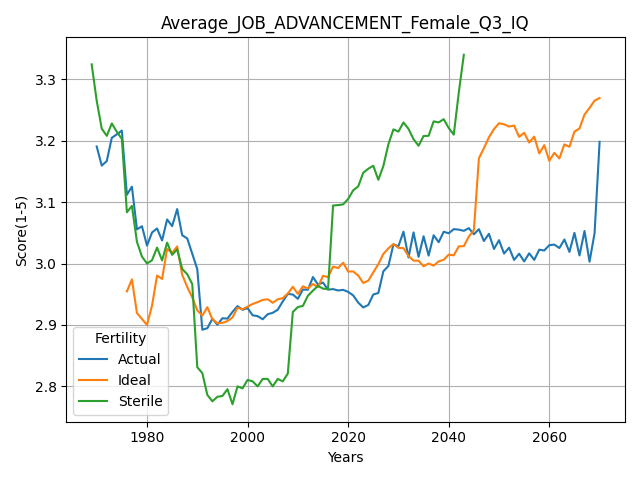 Average_JOB_ADVANCEMENT_Female_Q3_IQ
Score(1-5)
3.3
3.2
3.1
3.0
2.9
2.8
Fertility
Actual
Ideal
Sterile
1980 2000 2020 2040 2060
Years